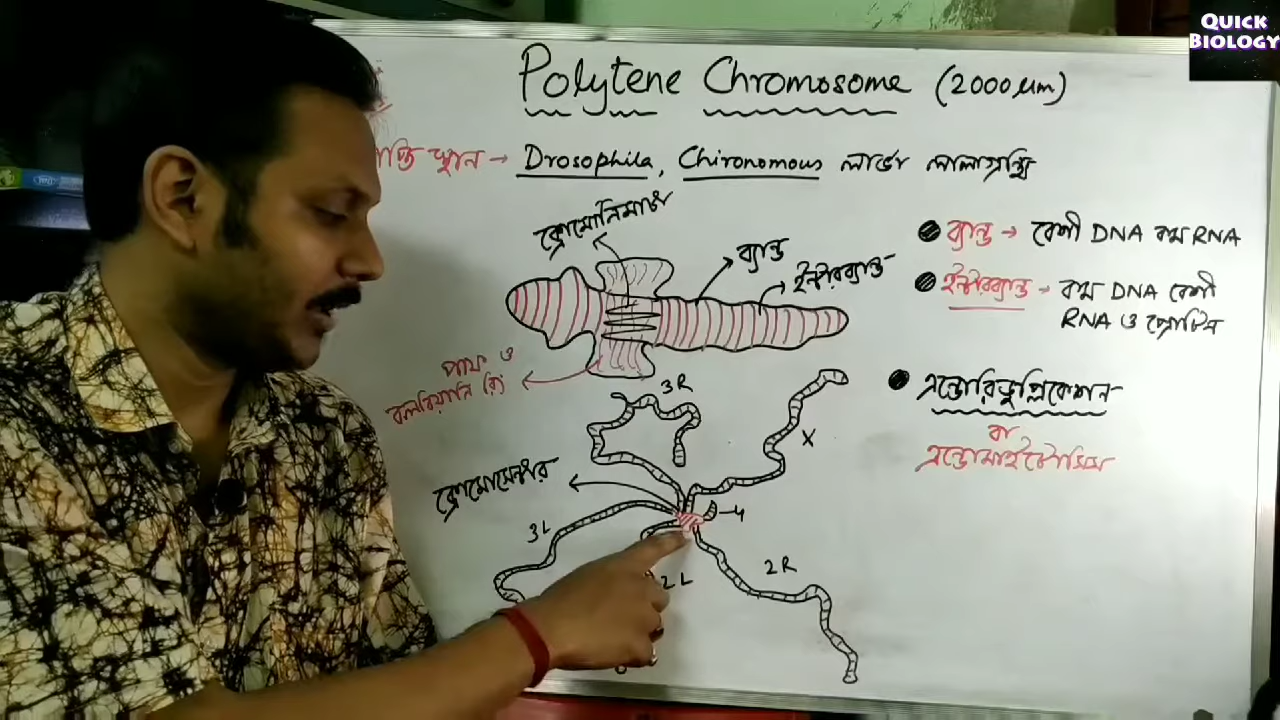 QUICK
BIOLOGY
Polytene Chromosome (2000 µm)
প্তি স্থান → Drosophila, Chironomous লার্ভা লালাগ্রন্থি
ক্রোমোনিমাটা
ব্যান্ড
ইন্টারব্যান্ড
ব্যান্ড → বেশী DNA কম RNA
ইন্টারব্যান্ড - কম DNA বেশী
RNA ও প্রোটিন
পাফ ও
বলবিয়ানি রিং
3R
X
এন্ডোরিডুপ্লিকেশন
বা
এন্ডোমাইটোসিস
ক্রোমোসেন্টার
4
3L
2L
2R